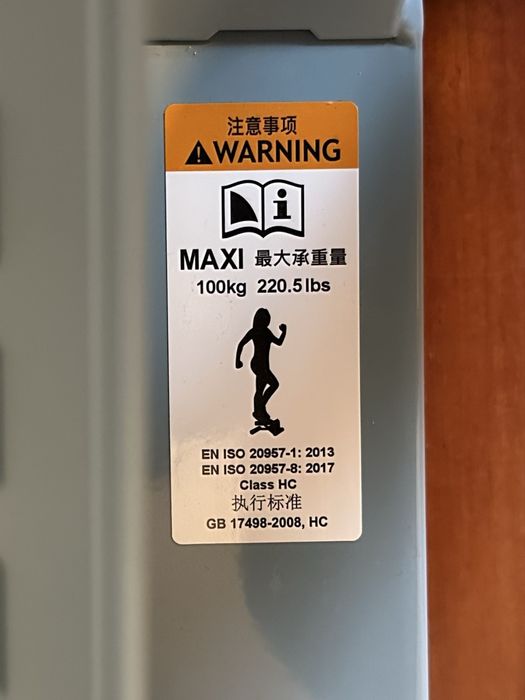 注意事项
WARNING
i
MAXI 最大承重量
100kg 220.5lbs
EN ISO 20957-1: 2013
EN ISO 20957-8: 2017
Class HC
执行标准
GB 17498-2008, HC